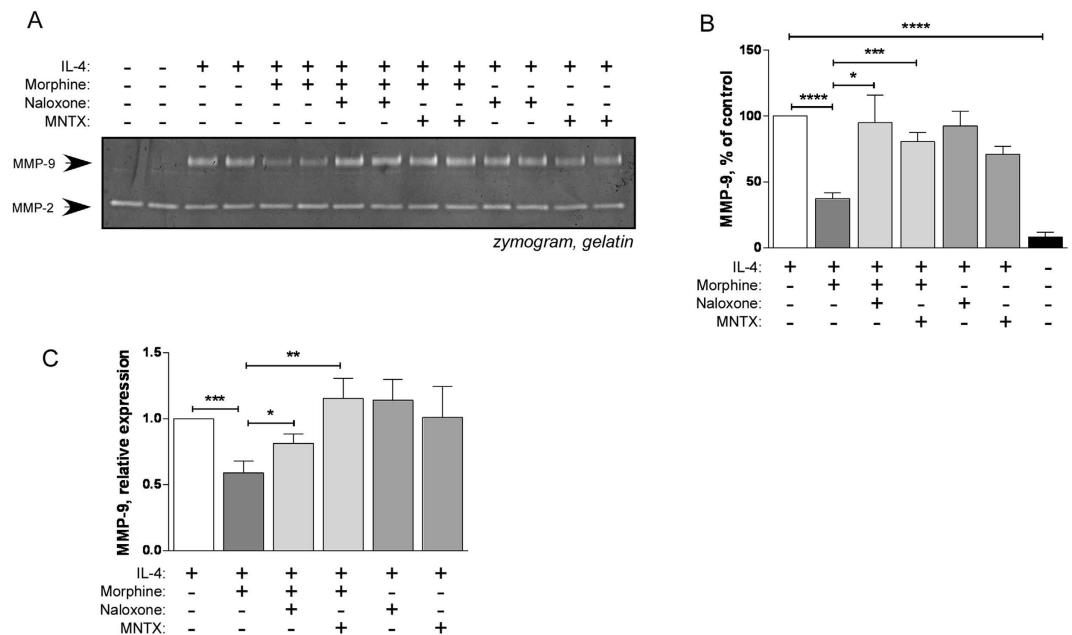 A
IL-4: - - + + + + + + + + + + + +
Morphine: - - - - + + + + + + - - - -
Naloxone: - - - - - - + + - - + + - -
MNTX: - - - - - - - - + + - - + +
MMP-9
MMP-2
zymogram, gelatin
B
MMP-9, % of control
150
100
50
0
****
***
*
****
IL-4: + + + + + + -
Morphine: - + + + - - -
Naloxone: - - + - + - -
MNTX: - - - + - + -
C
MMP-9, relative expression
1.5
1.0
0.5
0.0
**
***
*
IL-4: + + + + + +
Morphine: - + + + - -
Naloxone: - - + - + -
MNTX: - - - + - +